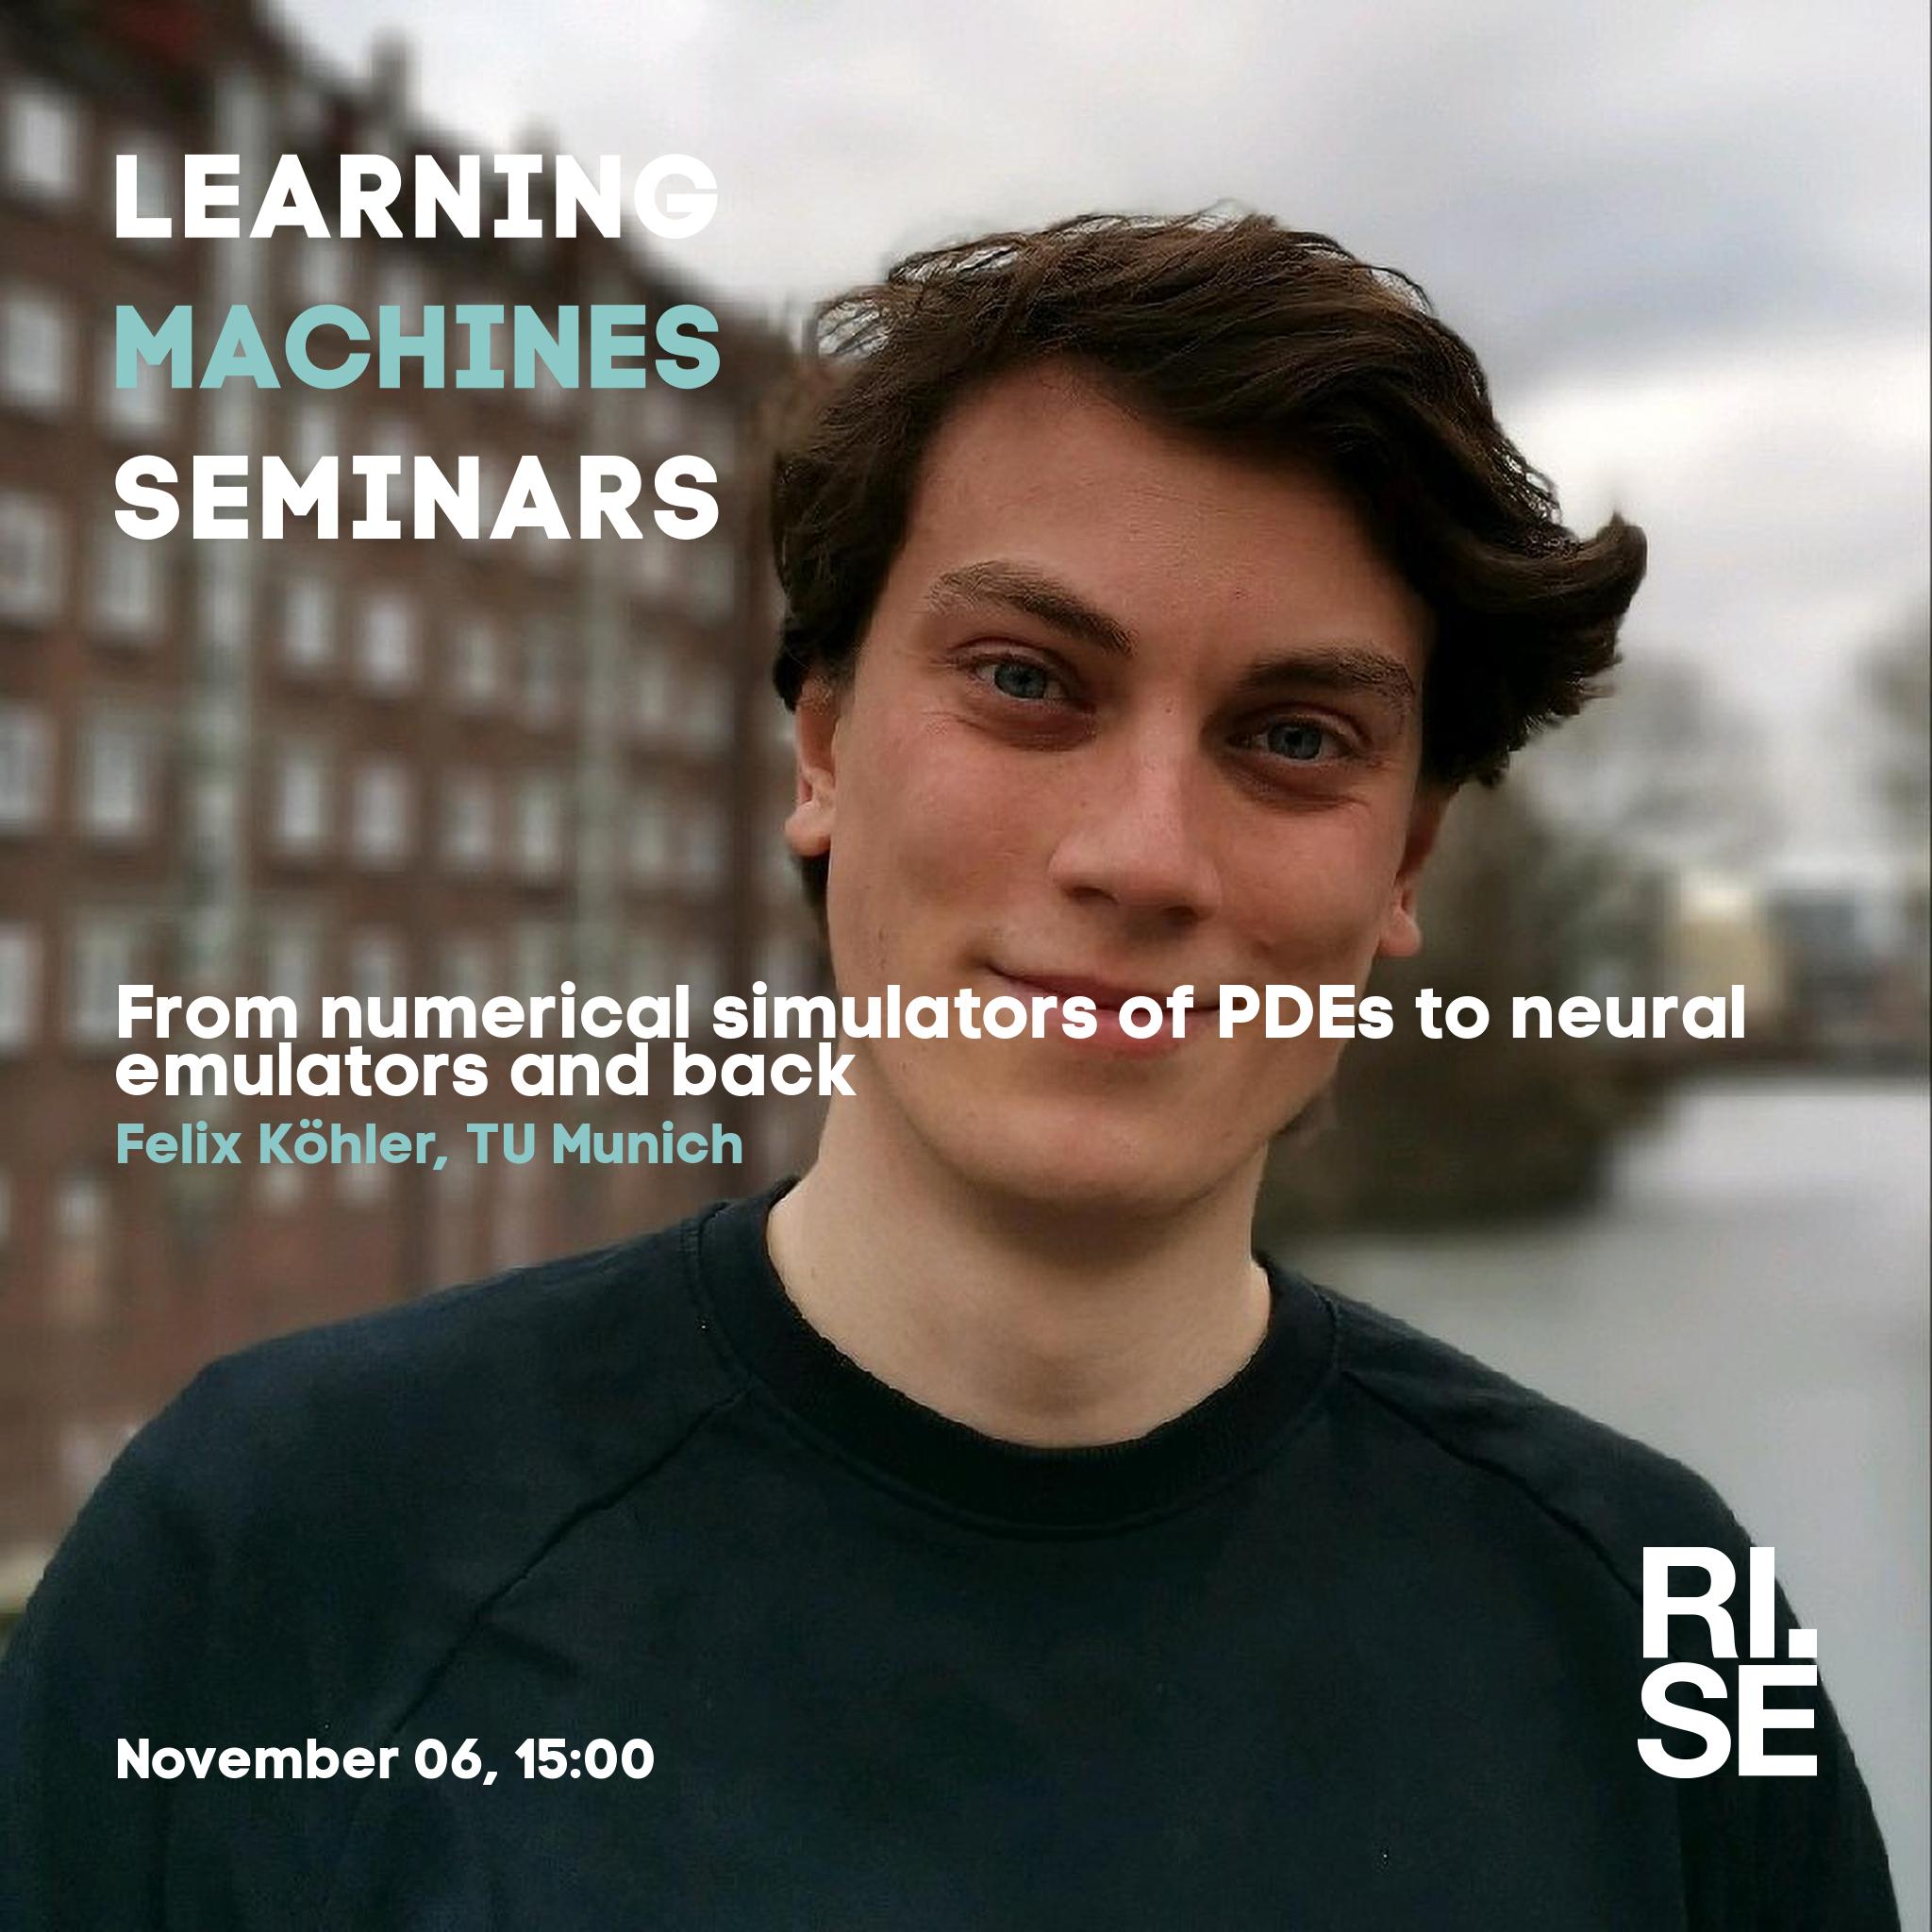 LEARNING
MACHINES
SEMINARS
From numerical simulators of PDEs to neural
emulators and back
Felix Köhler, TU Munich
November 06, 15:00
RI.
SE